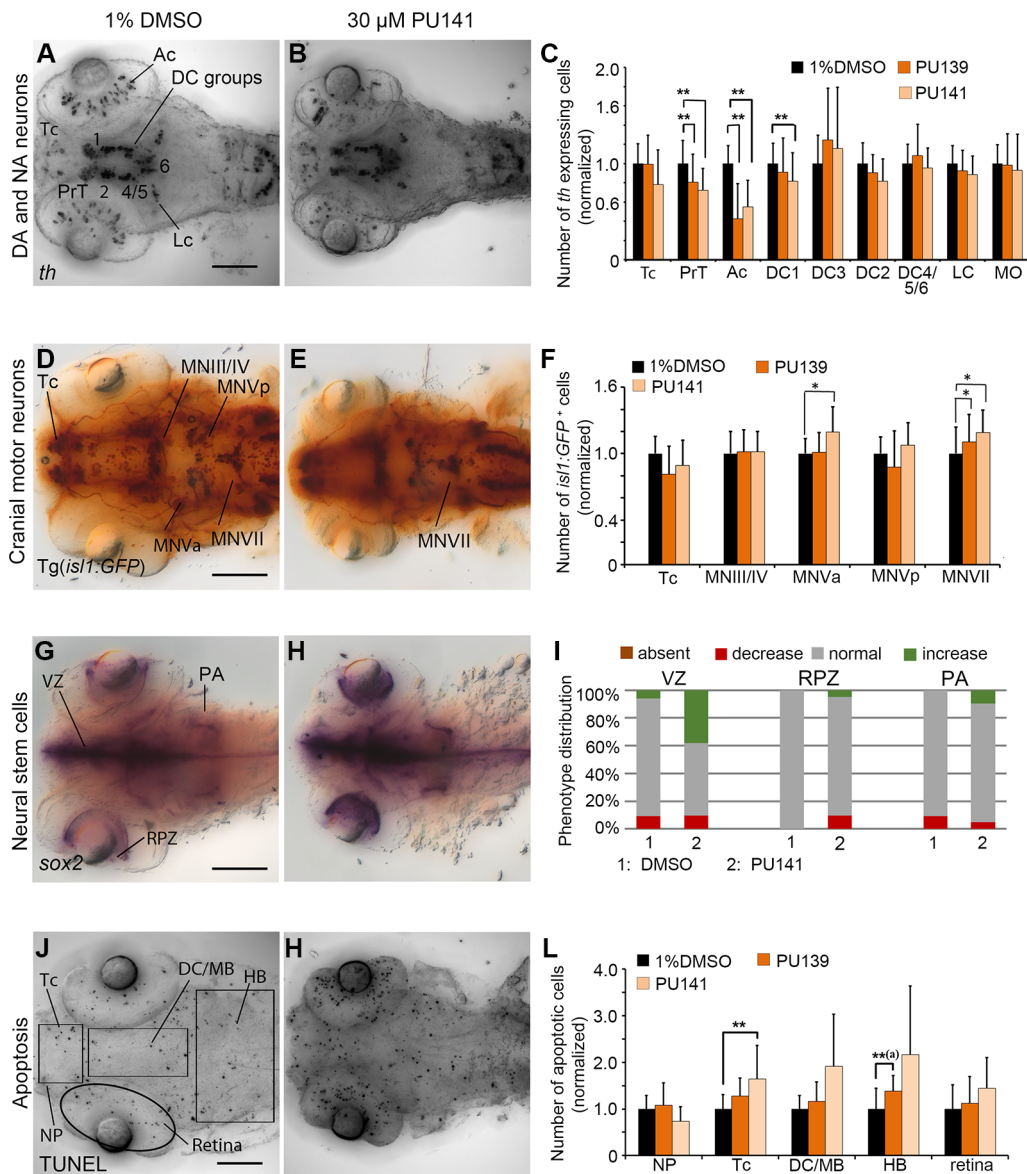 1% DMSO
30 µM PU141
DA and NA neurons
A
Ac
DC groups
Tc
1
6
PrT
2
4/5
Lc
th
B
C
1%DMSO
PU139
PU141
Number of th expressing cells
(normalized)
2.0
1.6
1.0
0.6
0
**
**
**
**
**
Tc
PrT
Ac
DC1
DC3
DC2
DC4/
5/6
LC
MO
Cranial motor neurons
D
Tc
MNIII/IV
MNVp
MNVa
MNVII
Tg(isl1:GFP)
E
MNVII
F
1%DMSO
PU139
PU141
Number of isl1:GFP + cells
(normalized)
1.6
1.0
0.4
0
*
*
*
Tc
MNIII/IV
MNVa
MNVp
MNVII
Neural stem cells
G
VZ
PA
RPZ
sox2
H
I
absent
decrease
normal
increase
VZ
RPZ
PA
Phenotype distribution
100%
80%
60%
40%
20%
0%
1
2
1
2
1
2
1: DMSO
2: PU141
Apoptosis
J
Tc
DC/MB
HB
NP
Retina
TUNEL
H
L
1%DMSO
PU139
PU141
Number of apoptotic cells
(normalized)
4.0
3.0
2.0
1.0
0
**
**(a)
NP
Tc
DC/MB
HB
retina